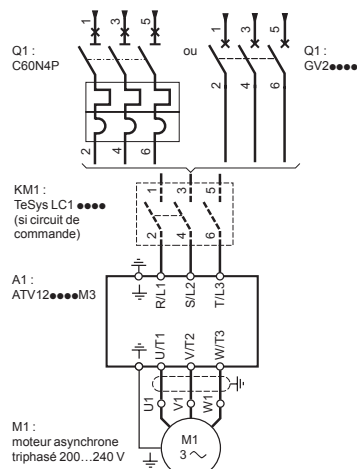 1 3 5
Q1 :
C60N4P
ou
1 3 5
Q1 :
GV2●●●●
2 4 6
2 4 6
KM1 :
TeSys LC1 ●●●●
(si circuit de
commande)
1 3 5
2 4 6
A1 :
ATV12●●●●M3
R/L1 S/L2 T/L3
U/T1 V/T2 W/T3
U1 V1 W1
M1 :
moteur asynchrone
triphasé 200...240 V
M1
3 ~